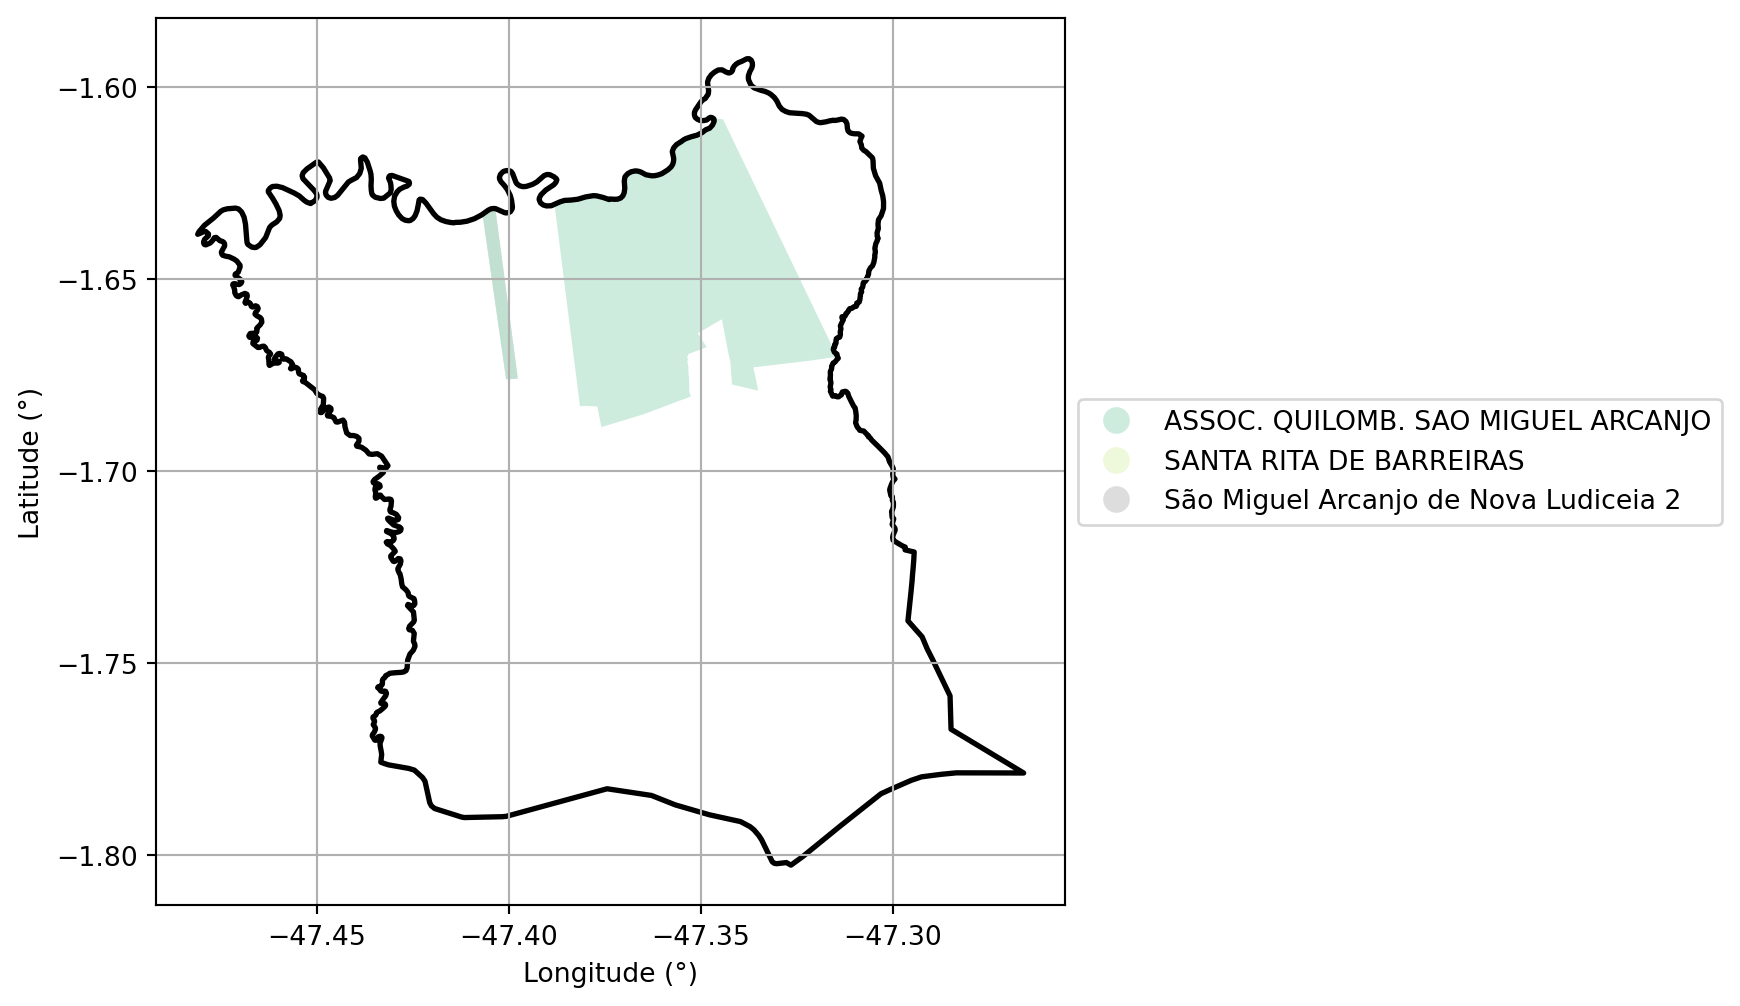 −1.60
−1.65
−1.70
−1.75
−1.80
Latitude (°)
−47.45
−47.40
−47.35
−47.30
Longitude (°)
ASSOC. QUILOMB. SAO MIGUEL ARCANJO
SANTA RITA DE BARREIRAS
São Miguel Arcanjo de Nova Ludiceia 2